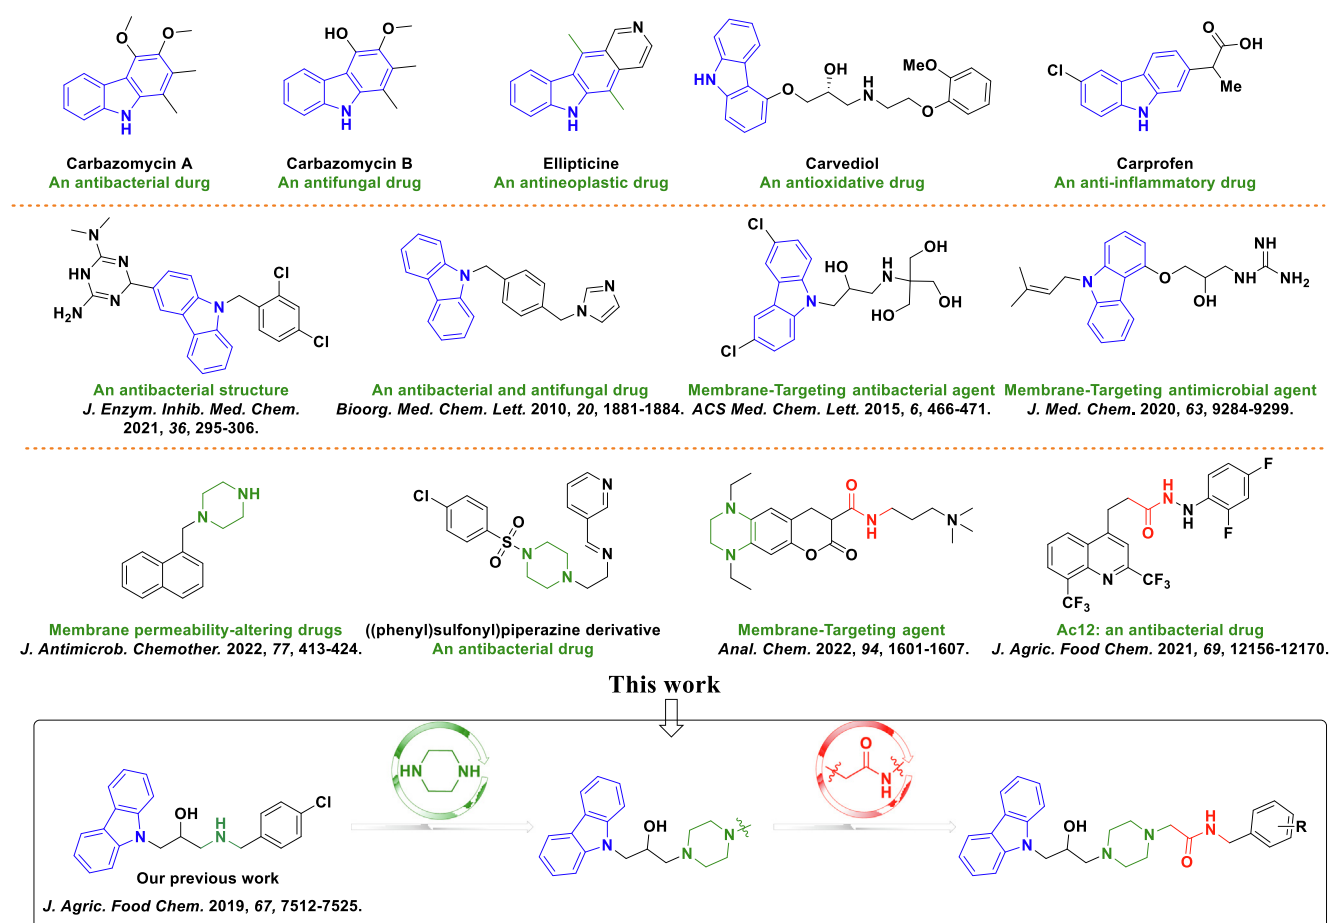 Carbazomycin A
An antibacterial durg
Carbazomycin B
An antifungal drug
Ellipticine
An antineoplastic drug
Carvediol
An antioxidative drug
Carprofen
An anti-inflammatory drug
An antibacterial structure
J. Enzym. Inhib. Med. Chem.
2021, 36, 295-306.
An antibacterial and antifungal drug
Bioorg. Med. Chem. Lett. 2010, 20, 1881-1884.
Membrane-Targeting antibacterial agent
ACS Med. Chem. Lett. 2015, 6, 466-471.
Membrane-Targeting antimicrobial agent
J. Med. Chem. 2020, 63, 9284-9299.
Membrane permeability-altering drugs
J. Antimicrob. Chemother. 2022, 77, 413-424.
((phenyl)sulfonyl)piperazine derivative
An antibacterial drug
Membrane-Targeting agent
Anal. Chem. 2022, 94, 1601-1607.
Ac12: an antibacterial drug
J. Agric. Food Chem. 2021, 69, 12156-12170.
This work
Our previous work
J. Agric. Food Chem. 2019, 67, 7512-7525.